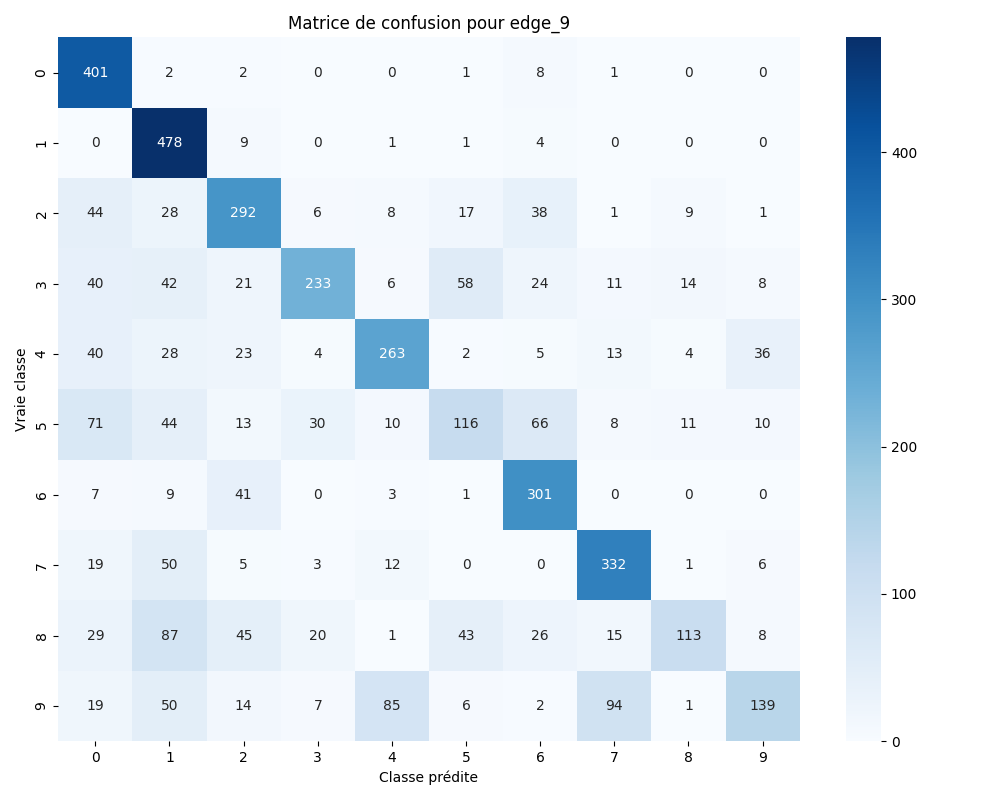 Matrice de confusion pour edge_9
Vraie classe
0 401 2 2 0 0 1 8 1 0 0
1 0 478 9 0 1 1 4 0 0 0
2 44 28 292 6 8 17 38 1 9 1
3 40 42 21 233 6 58 24 11 14 8
4 40 28 23 4 263 2 5 13 4 36
5 71 44 13 30 10 116 66 8 11 10
6 7 9 41 0 3 1 301 0 0 0
7 19 50 5 3 12 0 0 332 1 6
8 29 87 45 20 1 43 26 15 113 8
9 19 50 14 7 85 6 2 94 1 139
0 1 2 3 4 5 6 7 8 9
Classe prédite
400
300
200
100
0